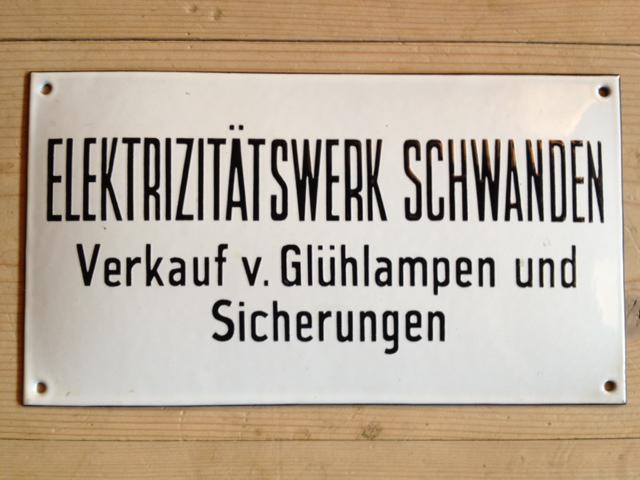 ELEKTRIZITÄTSWERK SCHWANDEN
Verkauf v. Glühlampen und
Sicherungen